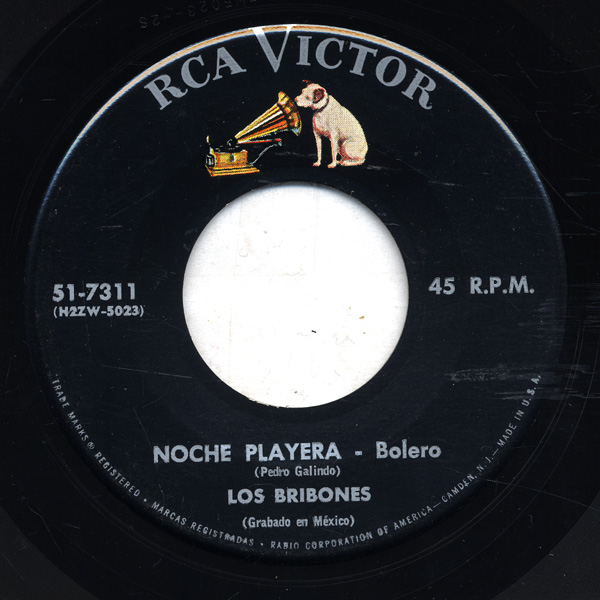 RCA VICTOR
51-7311
(H2ZW-5023)
45 R.P.M.
NOCHE PLAYERA - Bolero
(Pedro Galindo)
LOS BRIBONES
(Grabado en México)
TRADE MARKS ® REGISTERED • MARCAS REGISTRADAS • RADIO CORPORATION OF AMERICA—CAMDEN, N.J.—MADE IN U.S.A.